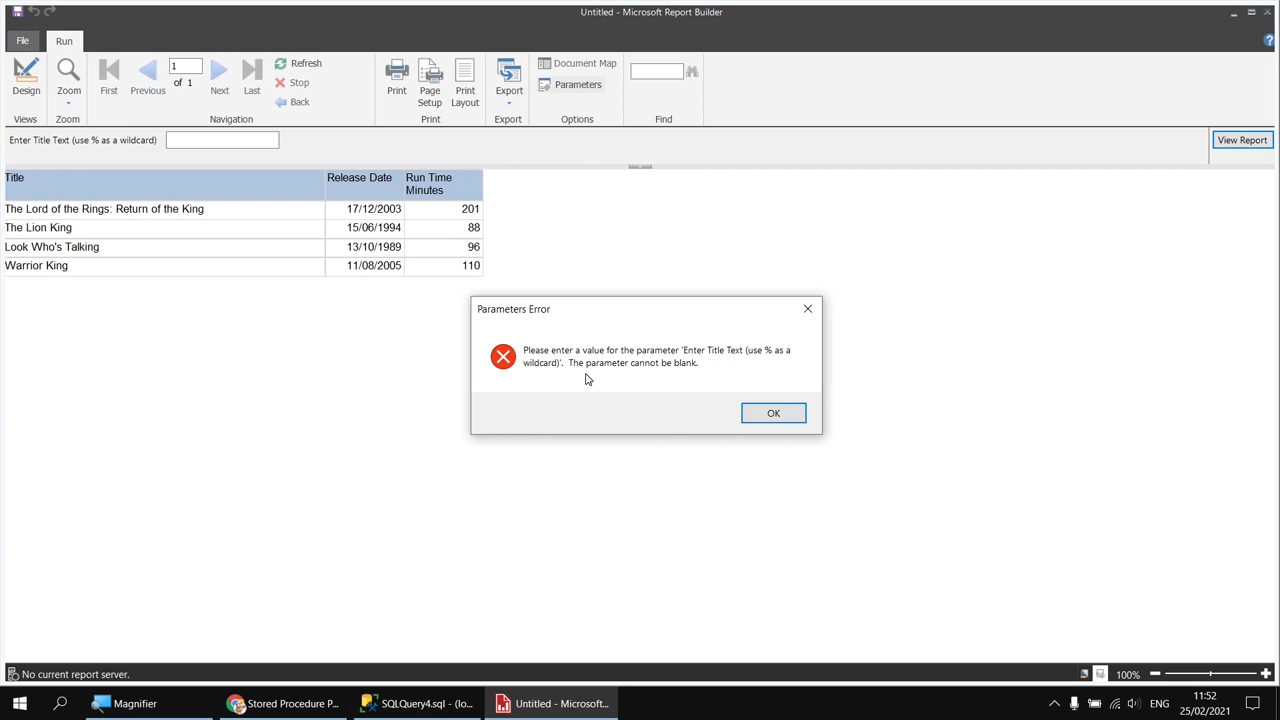 Untitled - Microsoft Report Builder
File
Run
Design
Zoom
First
Previous
1
of 1
Next
Last
Refresh
Stop
Back
Print
Page Setup
Print Layout
Export
Document Map
Parameters
Views
Zoom
Navigation
Print
Export
Options
Find
Enter Title Text (use % as a wildcard)
View Report
Title Release Date Run Time
Minutes
The Lord of the Rings: Return of the King 17/12/2003 201
The Lion King 15/06/1994 88
Look Who's Talking 13/10/1989 96
Warrior King 11/08/2005 110
Parameters Error
Please enter a value for the parameter 'Enter Title Text (use % as a
wildcard)'. The parameter cannot be blank.
OK
No current report server.
100%
Magnifier
Stored Procedure P...
SQLQuery4.sql - (lo...
Untitled - Microsoft...
ENG
11:52
25/02/2021